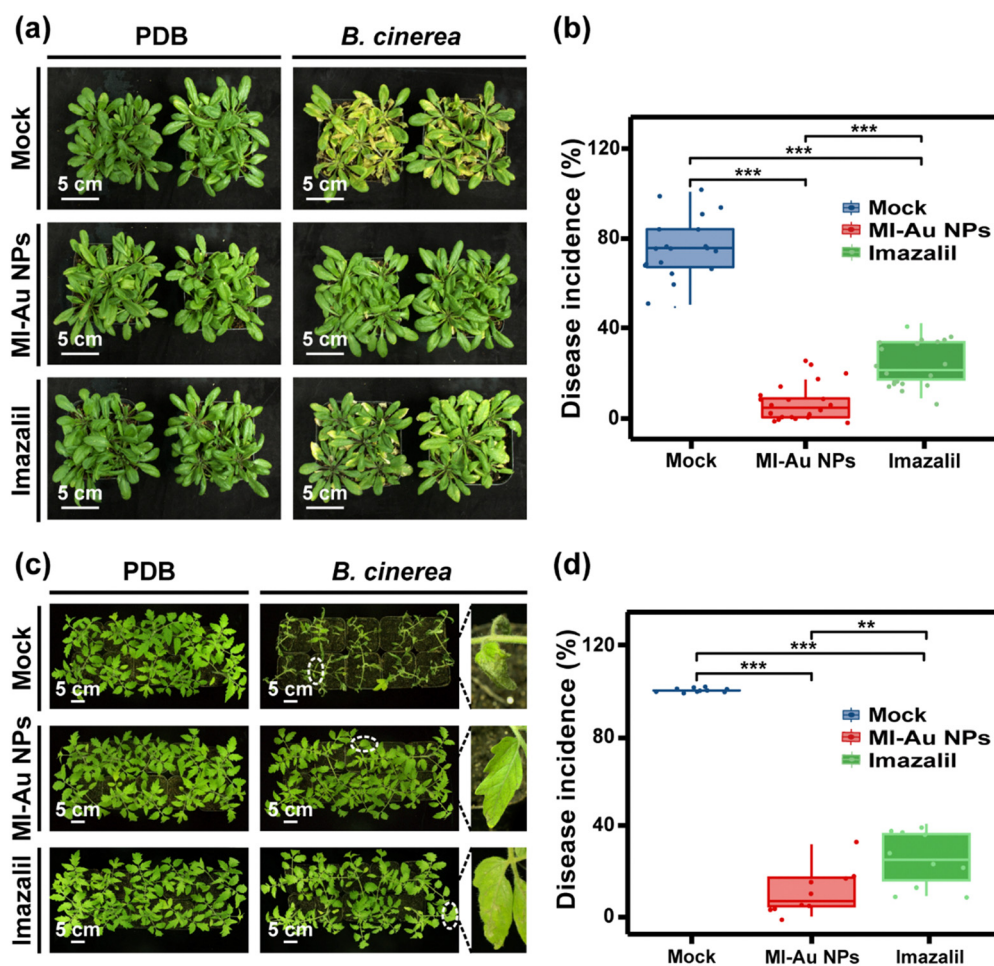 (a)
PDB
B. cinerea
Mock
5 cm
5 cm
MI-Au NPs
5 cm
5 cm
Imazalil
5 cm
5 cm
(b)
Disease incidence (%)
120
80
40
0
***
***
***
Mock
MI-Au NPs
Imazalil
Mock
MI-Au NPs
Imazalil
(c)
PDB
B. cinerea
Mock
5 cm
5 cm
MI-Au NPs
5 cm
5 cm
Imazalil
5 cm
5 cm
(d)
Disease incidence (%)
120
80
40
0
**
***
***
Mock
MI-Au NPs
Imazalil
Mock
MI-Au NPs
Imazalil